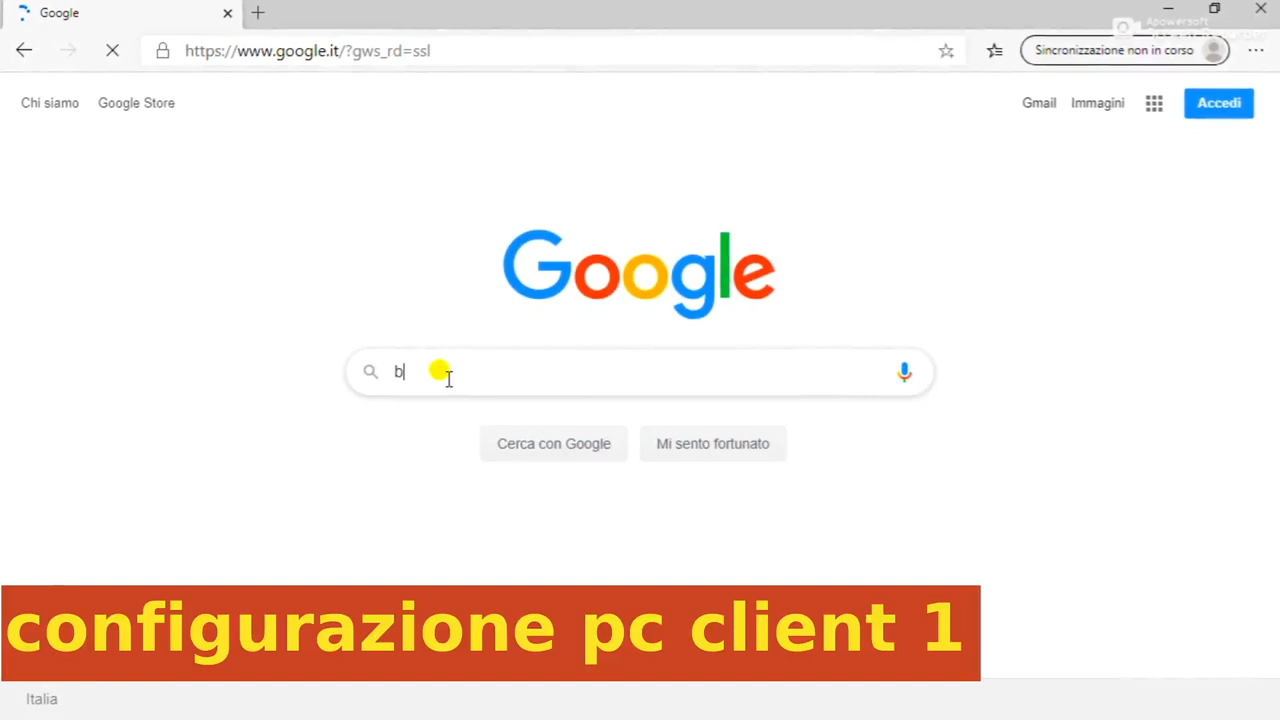 Google
https://www.google.it/?gws_rd=ssl
Sincronizzazione non in corso
Apowersoft
Chi siamo
Google Store
Gmail
Immagini
Accedi
Google
b
Cerca con Google
Mi sento fortunato
configurazione pc client 1
Italia